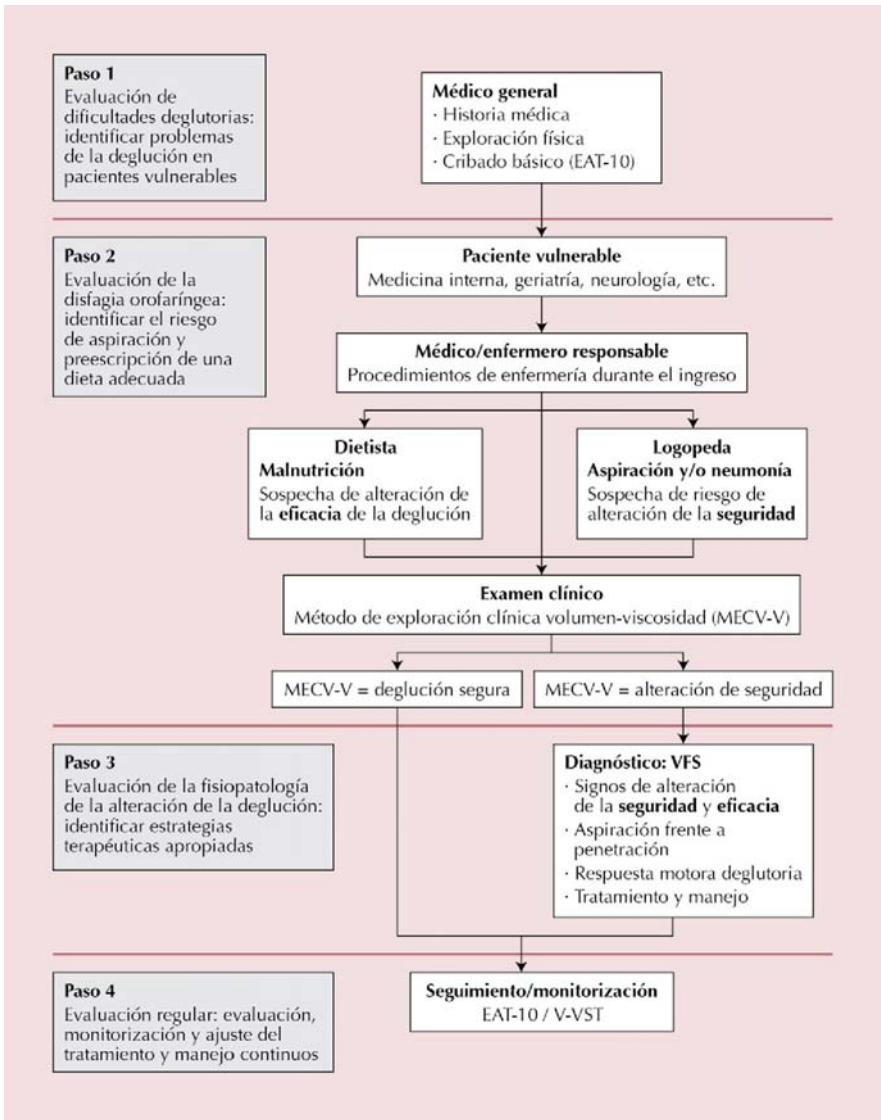 Paso 1
Evaluación de
dificultades deglutorias:
identificar problemas
de la deglución en
pacientes vulnerables
Médico general
· Historia médica
· Exploración física
· Cribado básico (EAT-10)
Paso 2
Evaluación de la
disfagia orofaríngea:
identificar el riesgo
de aspiración y
preescripción de una
dieta adecuada
Paciente vulnerable
Medicina interna, geriatría, neurología, etc.
Médico/enfermero responsable
Procedimientos de enfermería durante el ingreso
Dietista
Malnutrición
Sospecha de alteración de
la eficacia de la deglución
Logopeda
Aspiración y/o neumonía
Sospecha de riesgo de
alteración de la seguridad
Examen clínico
Método de exploración clínica volumen-viscosidad (MECV-V)
MECV-V = deglución segura
MECV-V = alteración de seguridad
Paso 3
Evaluación de la fisiopatología
de la alteración de la deglución:
identificar estrategias
terapéuticas apropiadas
Diagnóstico: VFS
· Signos de alteración
de la seguridad y eficacia
· Aspiración frente a
penetración
· Respuesta motora deglutoria
· Tratamiento y manejo
Paso 4
Evaluación regular: evaluación,
monitorización y ajuste del
tratamiento y manejo continuos
Seguimiento/monitorización
EAT-10 / V-VST